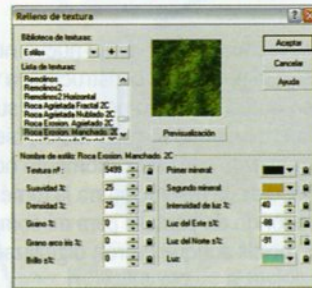 Relleno de textura
Biblioteca de texturas:
Estilos
Lista de texturas:
Remolinos
Remolinos2
Remolinos2 Horizontal
Roca Agrietada Fractal 2C
Roca Agrietada Nublado 2C
Roca Erosion. Agrietado 2C
Roca Erosion. Manchado. 2C
Previsualización
Aceptar
Cancelar
Ayuda
Nombre de estilo: Roca Erosion. Manchado. 2C
Textura nº: 5499 Primer mineral:
Suavidad %: 25 Segundo mineral:
Densidad %: 25 Intensidad de luz %: 40
Grano %: 0 Luz del Este ±%: -86
Grano arco iris %: 0 Luz del Norte ±%: -91
Brillo ±%: 0 Luz: